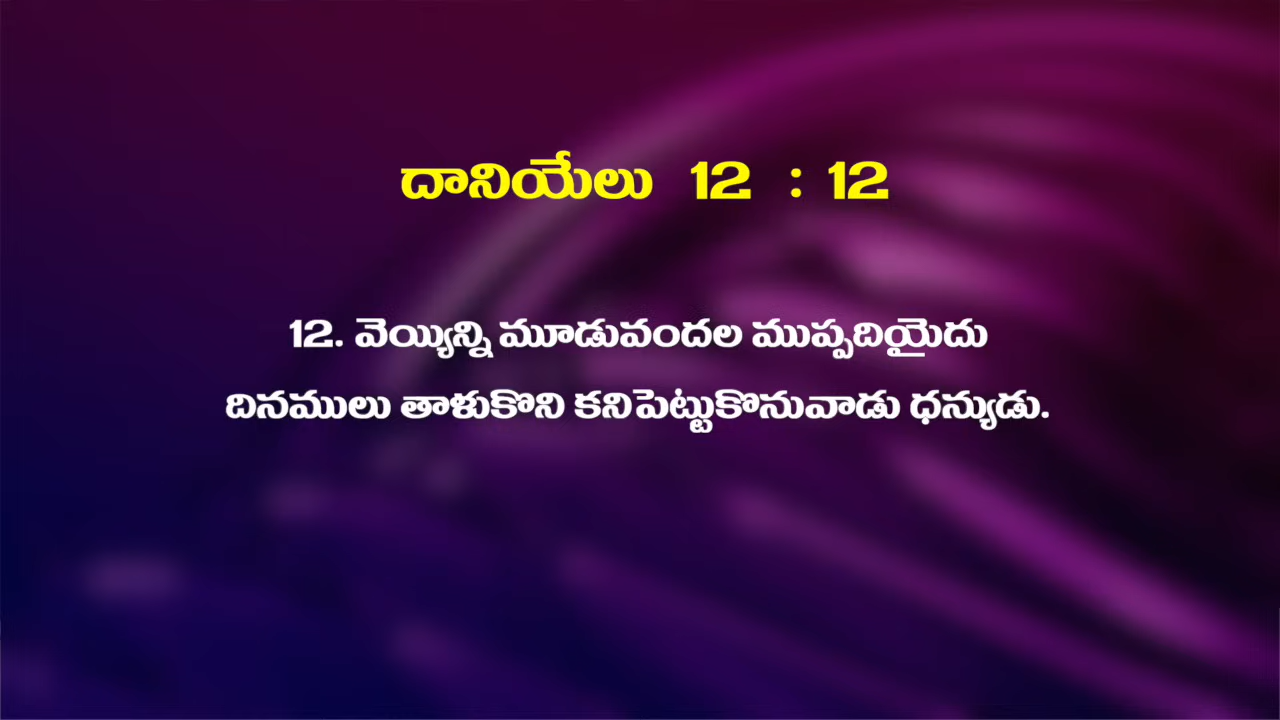 దానియేలు 12 : 12
12. వెయ్యిన్ని మూడువందల ముప్పదియైదు
దినములు తాళుకొని కనిపెట్టుకొనువాడు ధన్యుడు.